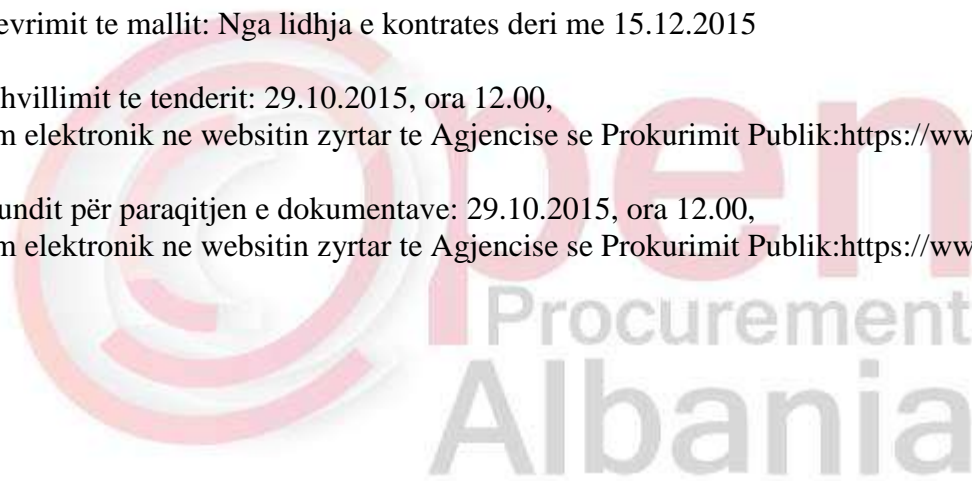 evrimit te mallit: Nga lidhja e kontrates deri me 15.12.2015
hvillimit te tenderit: 29.10.2015, ora 12.00,
m elektronik ne websitin zyrtar te Agjencise se Prokurimit Publik:https://ww
undit për paraqitjen e dokumentave: 29.10.2015, ora 12.00,
m elektronik ne websitin zyrtar te Agjencise se Prokurimit Publik:https://ww
Open
Procurement
Albania